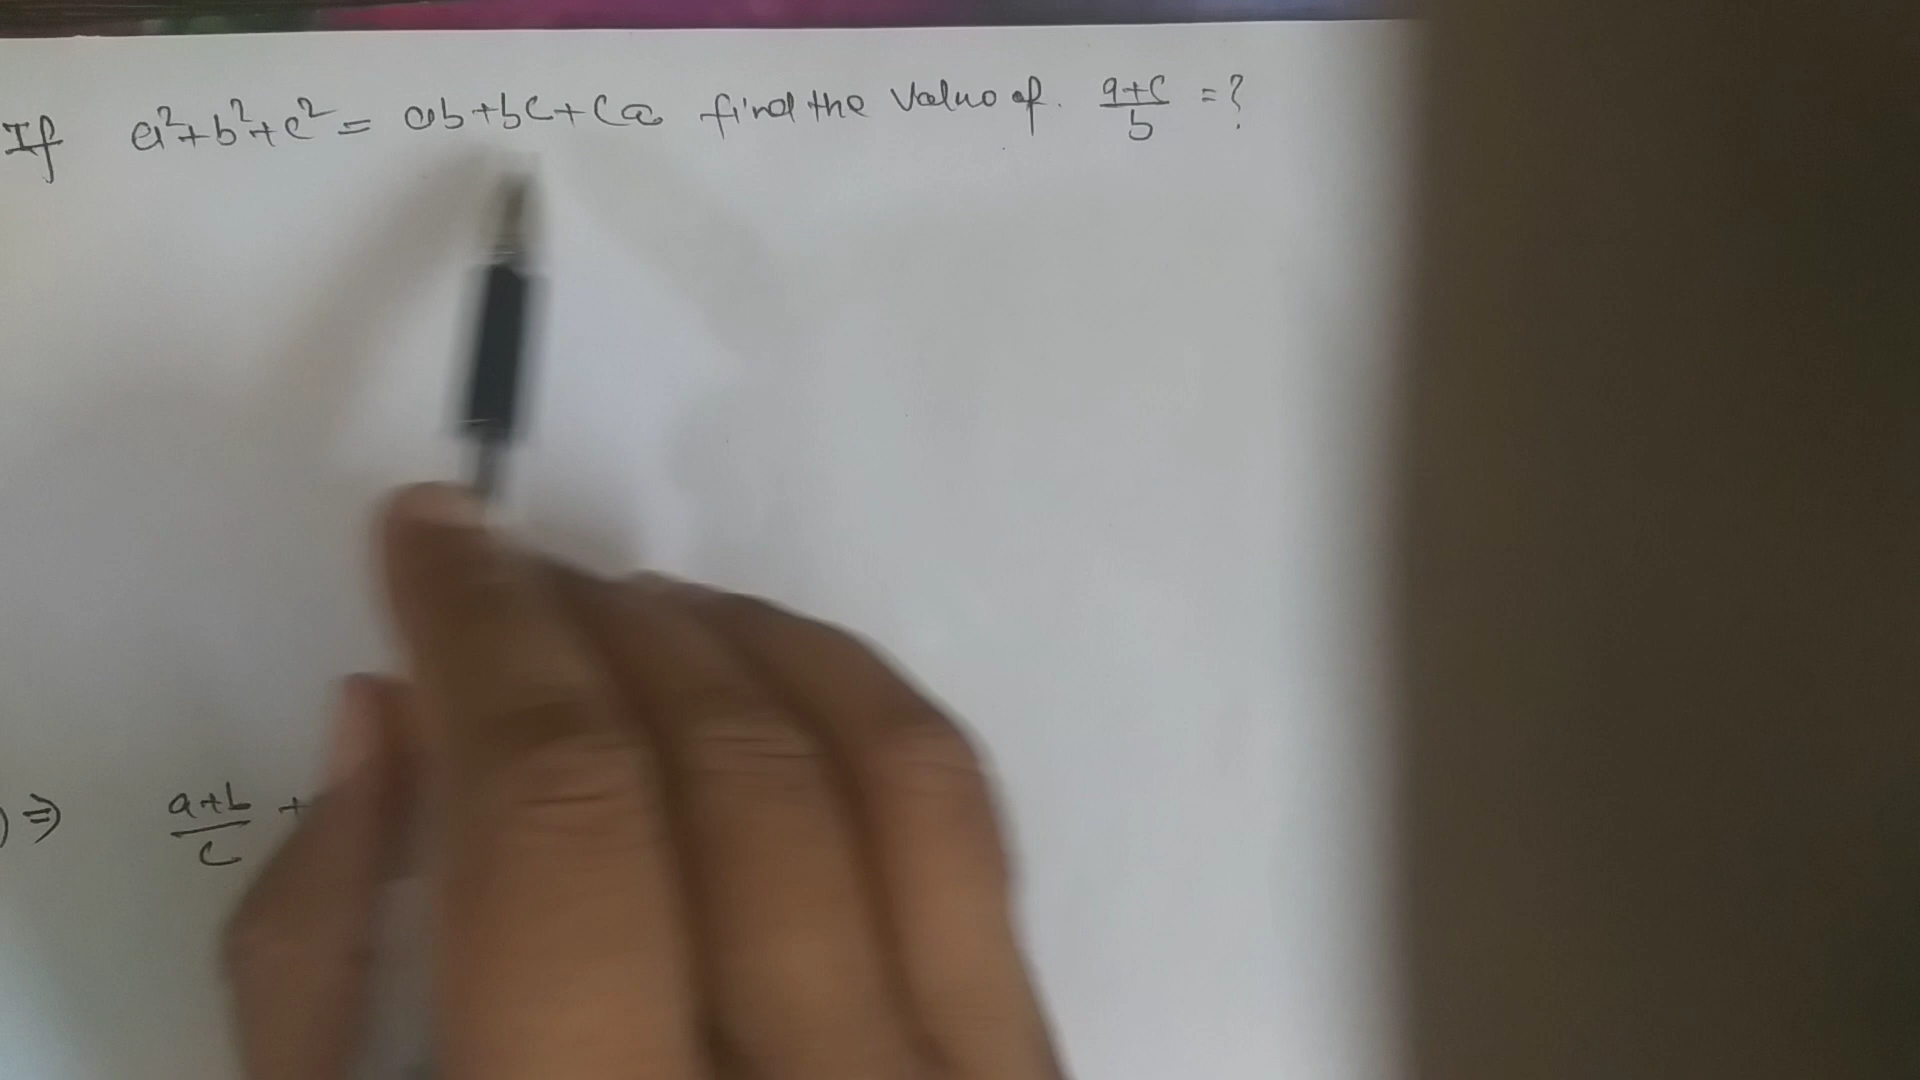 If a²+b²+c² = ab+bc+ca find the value of. a+c/b =?
)⇒ a+b/c +